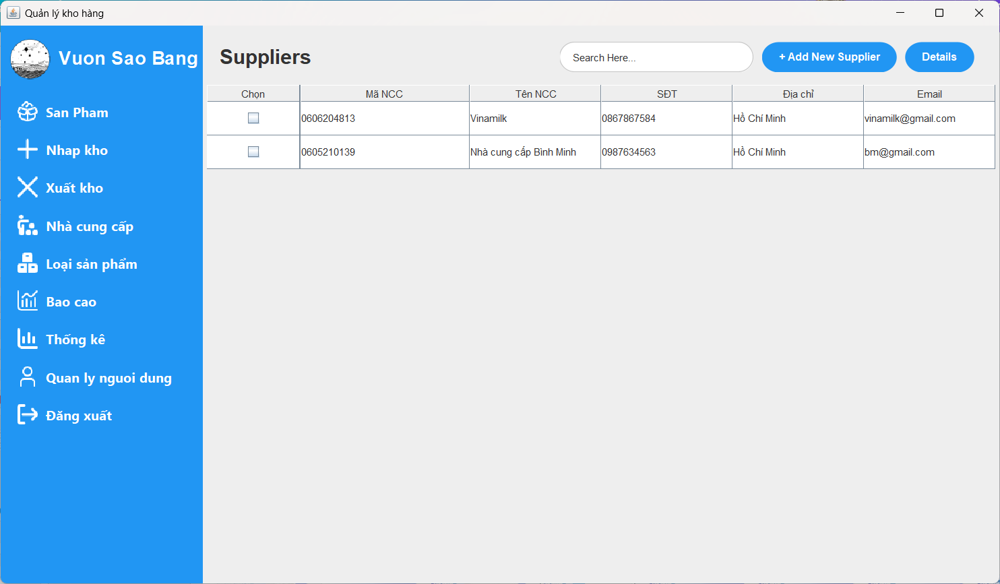 Quản lý kho hàng
Vuon Sao Bang
San Pham
Nhap kho
Xuất kho
Nhà cung cấp
Loại sản phẩm
Bao cao
Thống kê
Quan ly nguoi dung
Đăng xuất
Suppliers
Search Here...
+ Add New Supplier
Details
Chọn Mã NCC Tên NCC SĐT Địa chỉ Email
0606204813 Vinamilk 0867867584 Hồ Chí Minh vinamilk@gmail.com
0605210139 Nhà cung cấp Bình Minh 0987634563 Hồ Chí Minh bm@gmail.com